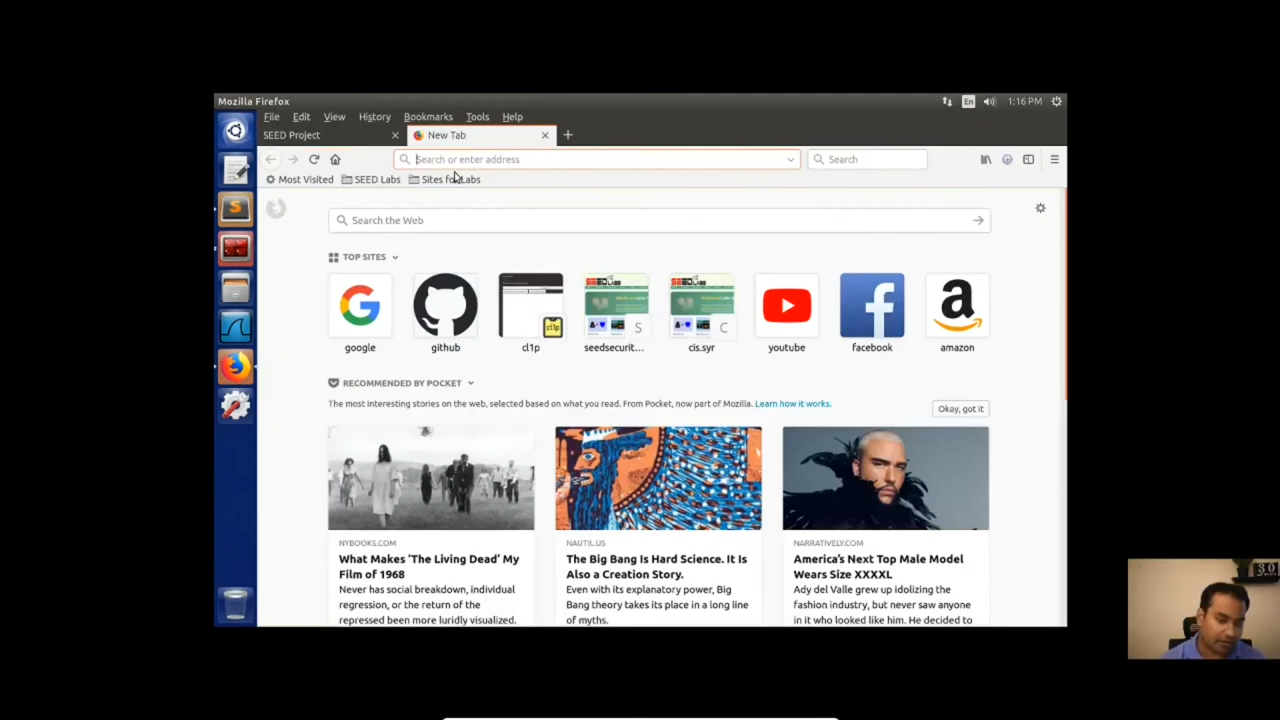 Mozilla Firefox
En
1:16 PM
File Edit View History Bookmarks Tools Help
SEED Project
New Tab
Search or enter address
Search
Most Visited
SEED Labs
Sites for Labs
Search the Web
TOP SITES
cl1p
S
C
google
github
cl1p
seedsecurit...
cis.syr
youtube
facebook
amazon
RECOMMENDED BY POCKET
The most interesting stories on the web, selected based on what you read. From Pocket, now part of Mozilla. Learn how it works.
Okay, got it
NYBOOKS.COM
What Makes ‘The Living Dead’ My
Film of 1968
Never has social breakdown, individual
regression, or the return of the
repressed been more luridly visualized.
NAUTIL.US
The Big Bang Is Hard Science. It Is
Also a Creation Story.
Even with its explanatory power, Big
Bang theory takes its place in a long line
of myths.
NARRATIVELY.COM
America’s Next Top Male Model
Wears Size XXXXL
Ady del Valle grew up idolizing the
fashion industry, but never saw anyone
in it who looked like him. He decided to
30